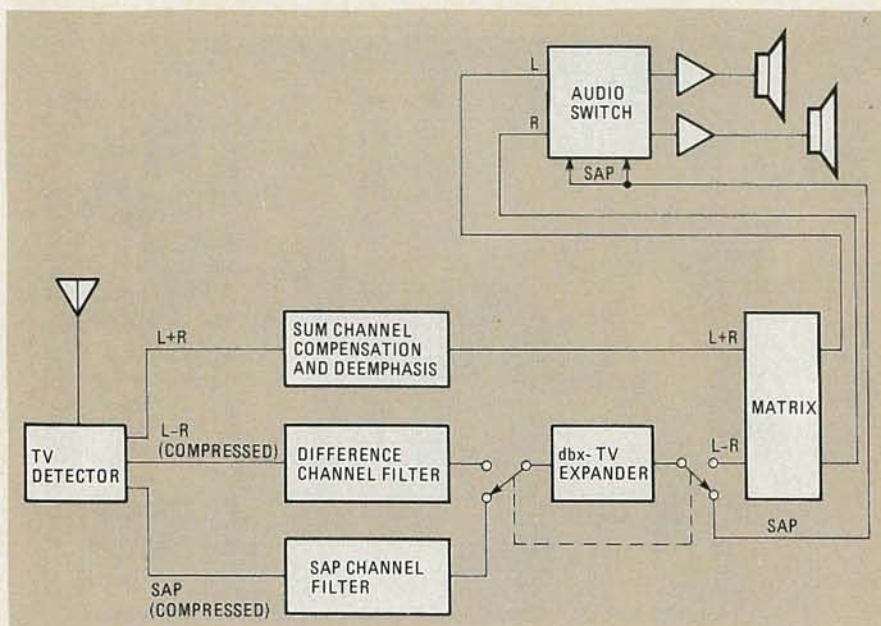 L
R
AUDIO
SWITCH
SAP
L+R
SUM CHANNEL
COMPENSATION
AND DEEMPHASIS
L+R
TV
DETECTOR
L–R
(COMPRESSED)
DIFFERENCE
CHANNEL FILTER
dbx- TV
EXPANDER
L–R
MATRIX
SAP
SAP CHANNEL
FILTER
SAP
(COMPRESSED)